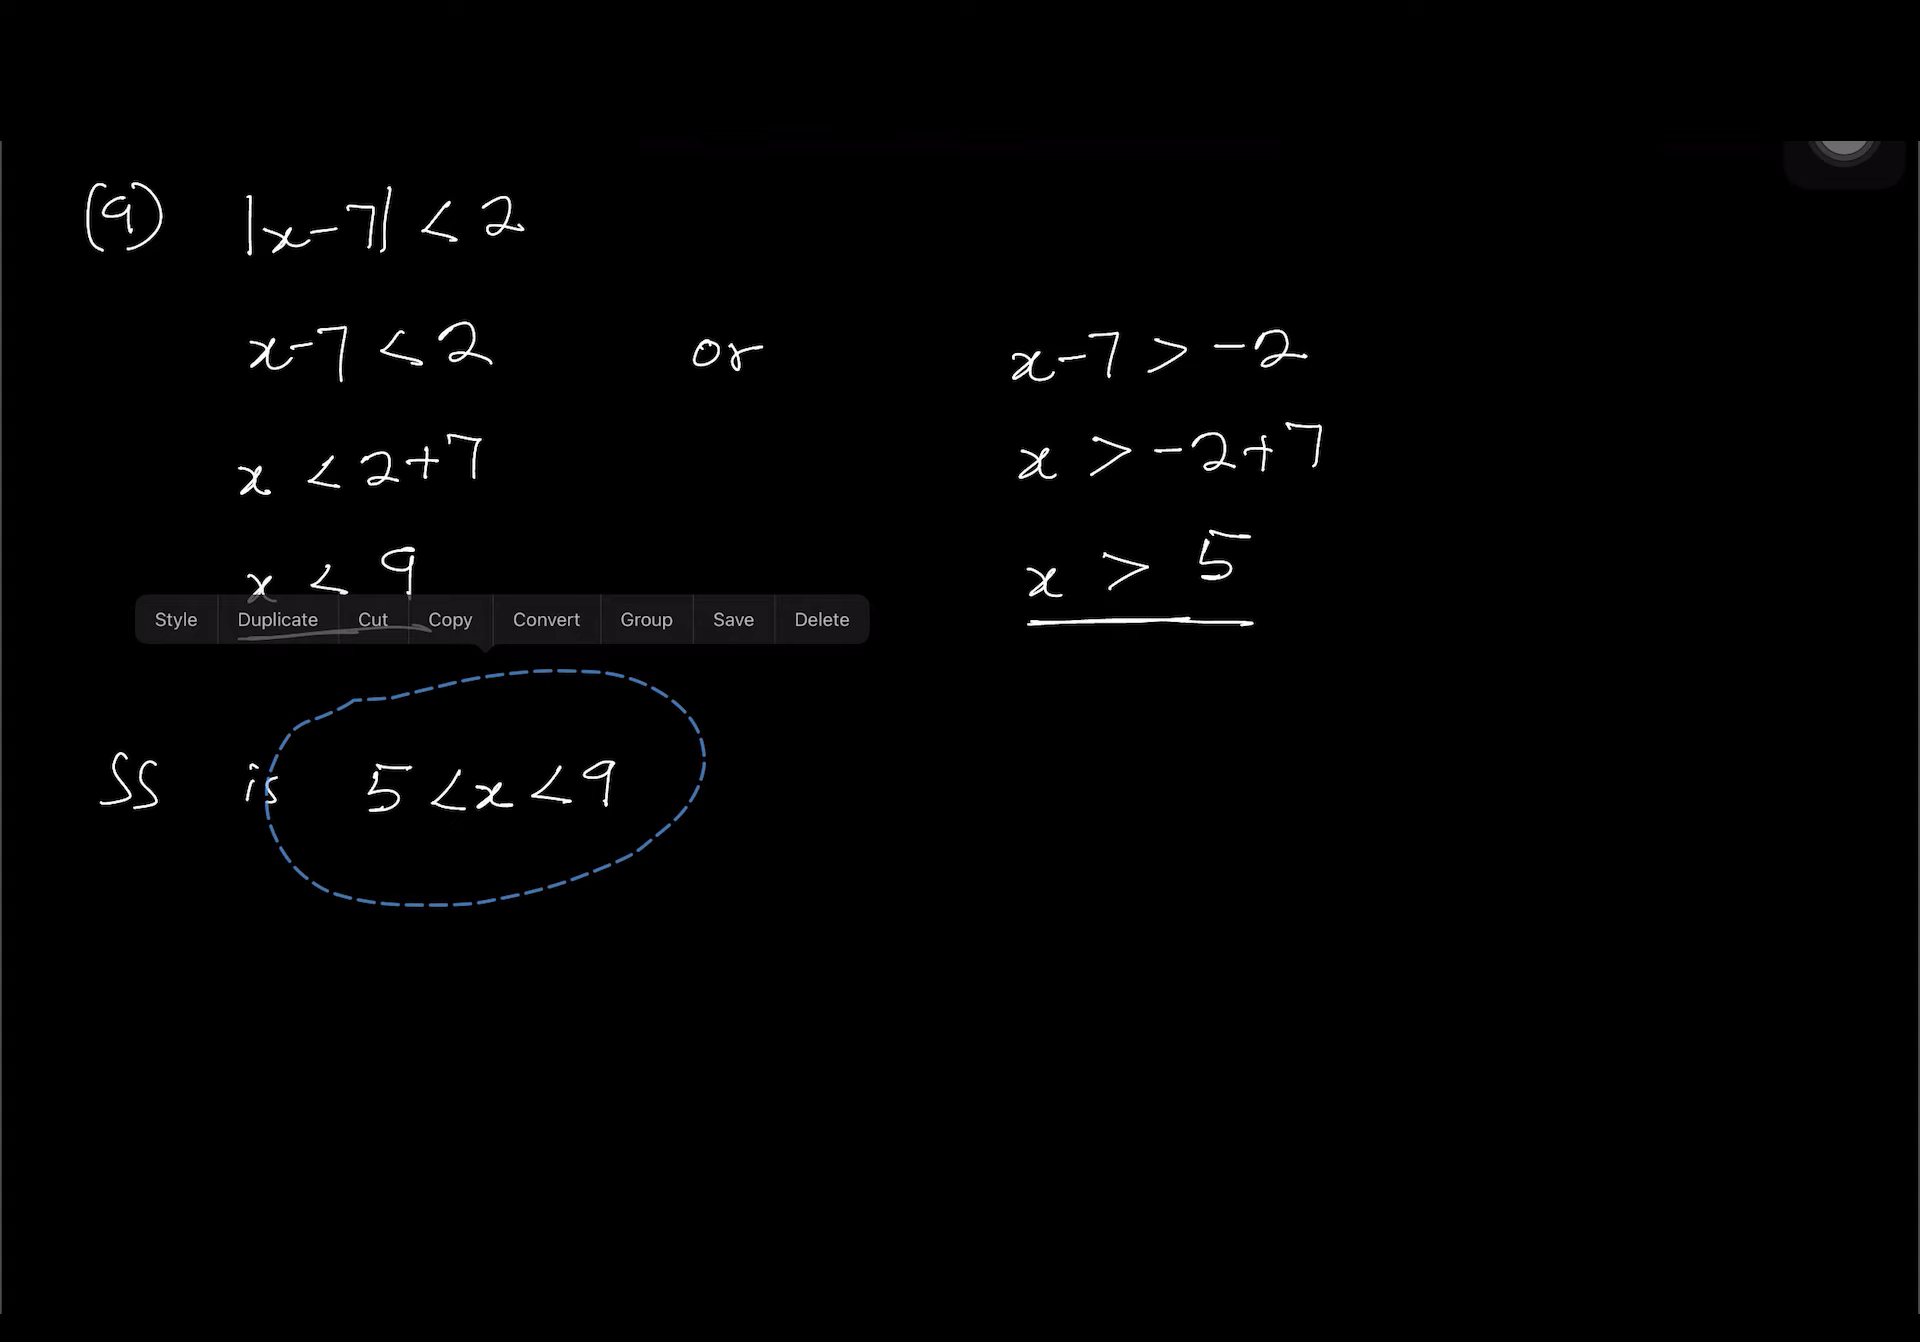 (9) |x-7| < 2
x-7 < 2 or x-7 > -2
x < 2+7 x > -2+7
x < 9 x > 5
Style Duplicate Cut Copy Convert Group Save Delete
SS is 5 < x < 9